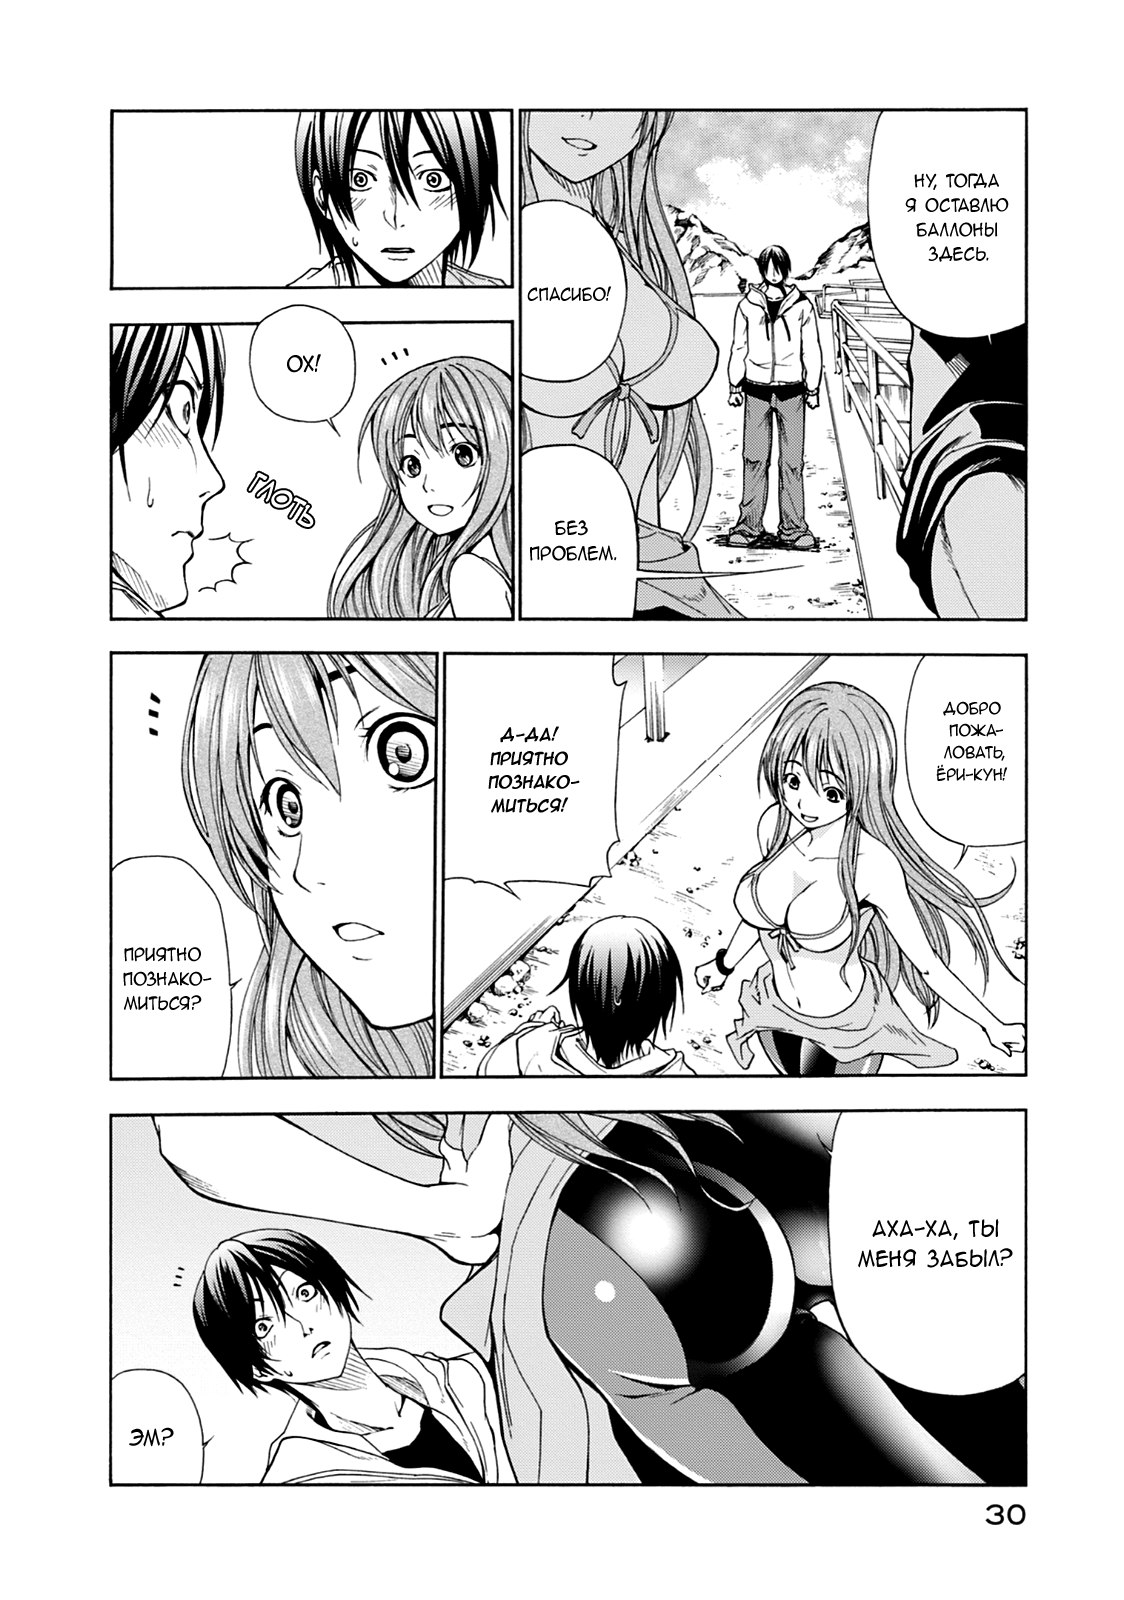 НУ, ТОГДА
Я ОСТАВЛЮ
БАЛЛОНЫ
ЗДЕСЬ.
СПАСИБО!
БЕЗ
ПРОБЛЕМ.
ОХ!
ГЛОТЬ
ДОБРО
ПОЖА-
ЛОВАТЬ,
ЁРИ-КУН!
Д-ДА!
ПРИЯТНО
ПОЗНАКО-
МИТЬСЯ!
ПРИЯТНО
ПОЗНАКО-
МИТЬСЯ?
АХА-ХА, ТЫ
МЕНЯ ЗАБЫЛ?
ЭМ?
30